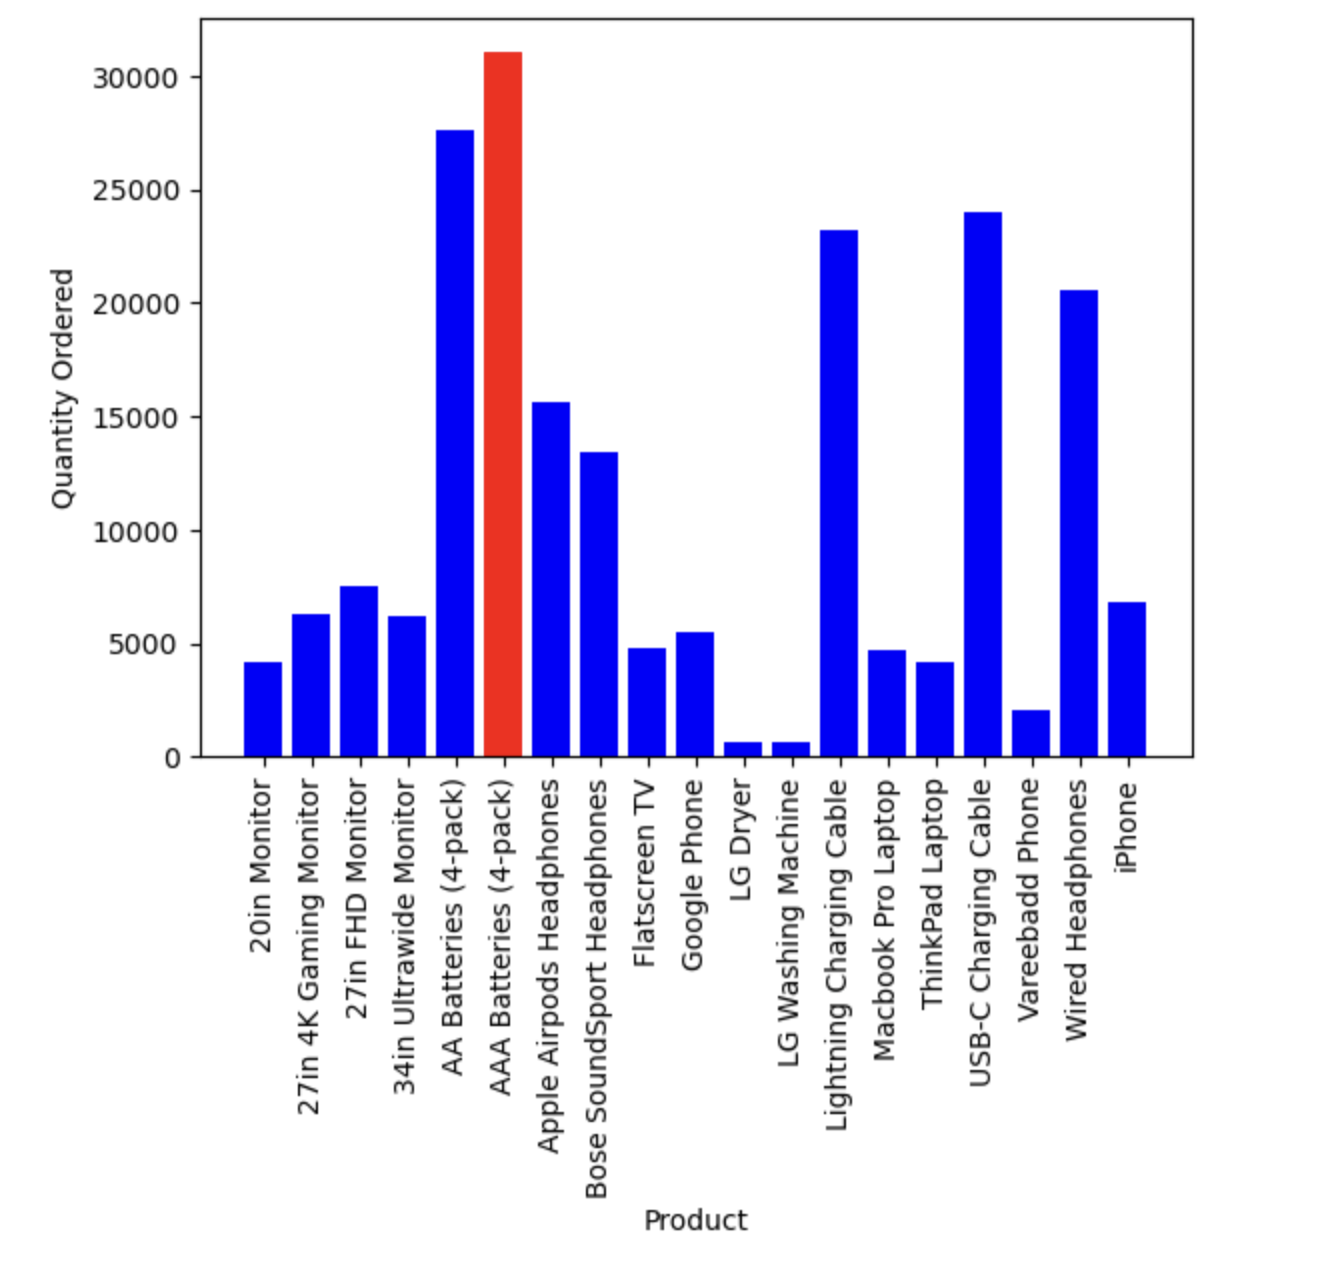 30000
25000
20000
15000
10000
5000
0
Quantity Ordered
20in Monitor
27in 4K Gaming Monitor
27in FHD Monitor
34in Ultrawide Monitor
AA Batteries (4-pack)
AAA Batteries (4-pack)
Apple Airpods Headphones
Bose SoundSport Headphones
Flatscreen TV
Google Phone
LG Dryer
LG Washing Machine
Lightning Charging Cable
Macbook Pro Laptop
ThinkPad Laptop
USB-C Charging Cable
Vareebadd Phone
Wired Headphones
iPhone
Product